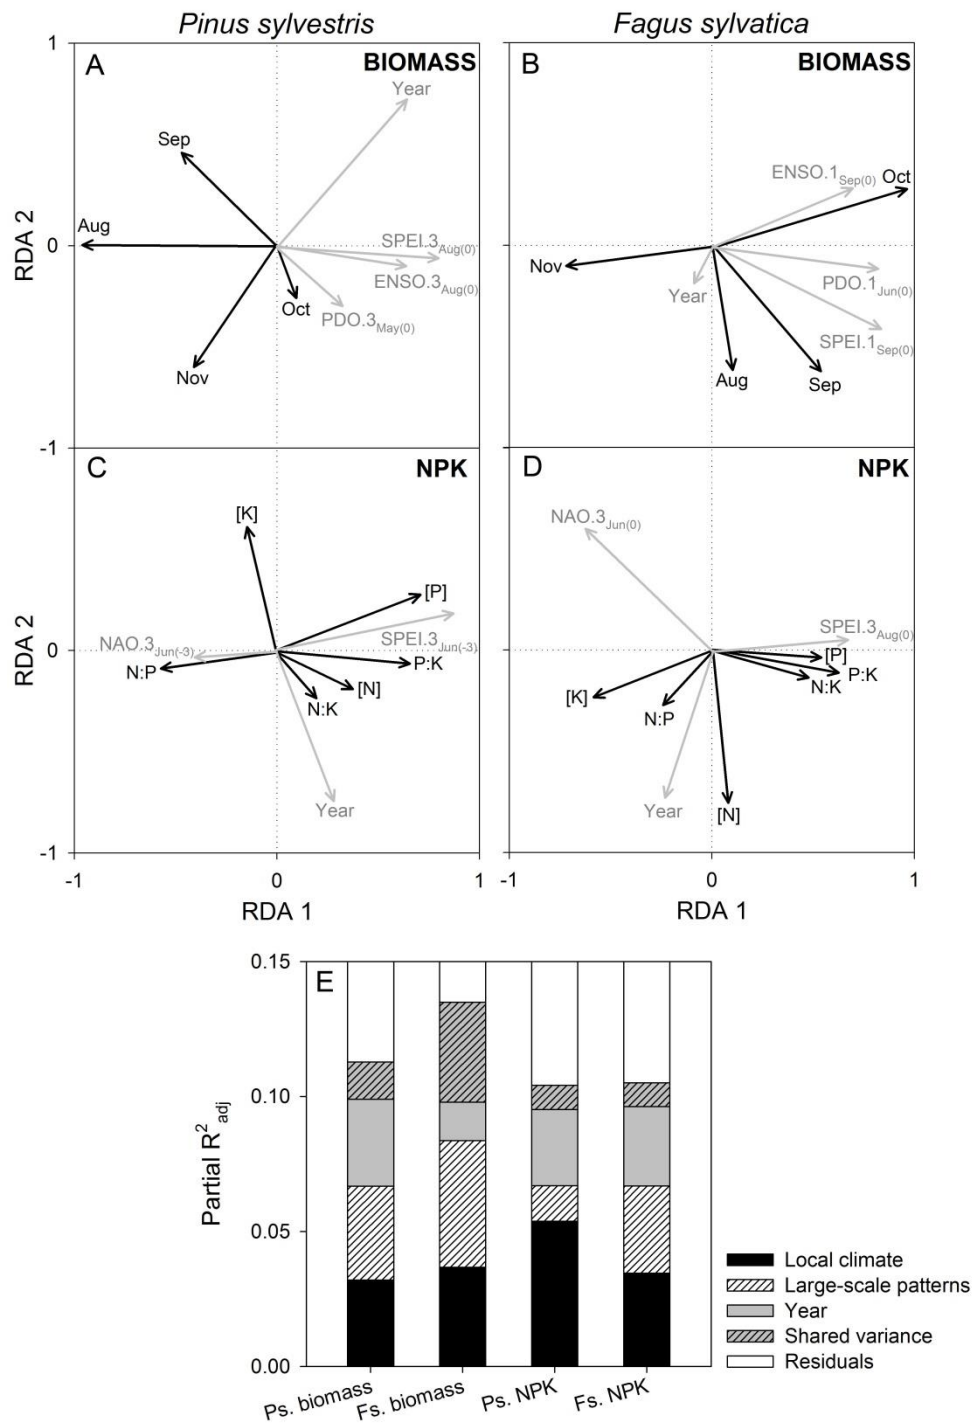 Pinus sylvestris
Fagus sylvatica
1
A
BIOMASS
Year
Sep
Aug
0
SPEI.3Aug(0)
ENSO.3Aug(0)
Oct
PDO.3May(0)
Nov
RDA 2
-1
B
BIOMASS
ENSO.1Sep(0)
Oct
Nov
Year
PDO.1Jun(0)
SPEI.1Sep(0)
Aug
Sep
C
NPK
[K]
[P]
NAO.3Jun(-3)
SPEI.3Jun(-3)
0
N:P
P:K
[N]
N:K
Year
RDA 2
-1
-1
0
1
RDA 1
D
NPK
NAO.3Jun(0)
SPEI.3Aug(0)
[P]
P:K
N:K
[K]
N:P
Year
[N]
-1
0
1
RDA 1
E
0.15
0.10
0.05
0.00
Partial R²adj
Ps. biomass
Fs. biomass
Ps. NPK
Fs. NPK
Local climate
Large-scale patterns
Year
Shared variance
Residuals